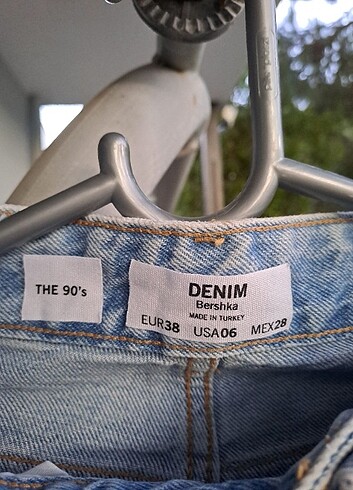 THE 90's
DENIM
Bershka
MADE IN TURKEY
EUR38 USA06 MEX28